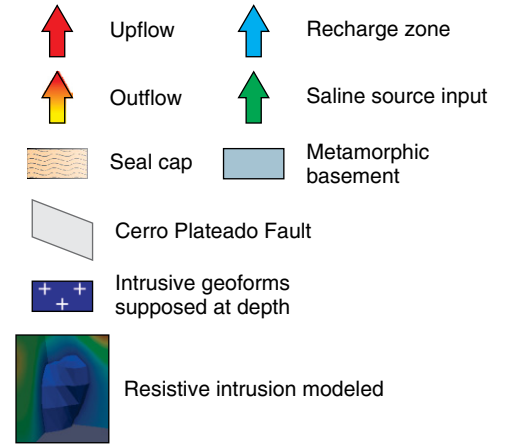 Upflow
Recharge zone
Outflow
Saline source input
Seal cap
Metamorphic
basement
Cerro Plateado Fault
Intrusive geoforms
supposed at depth
Resistive intrusion modeled